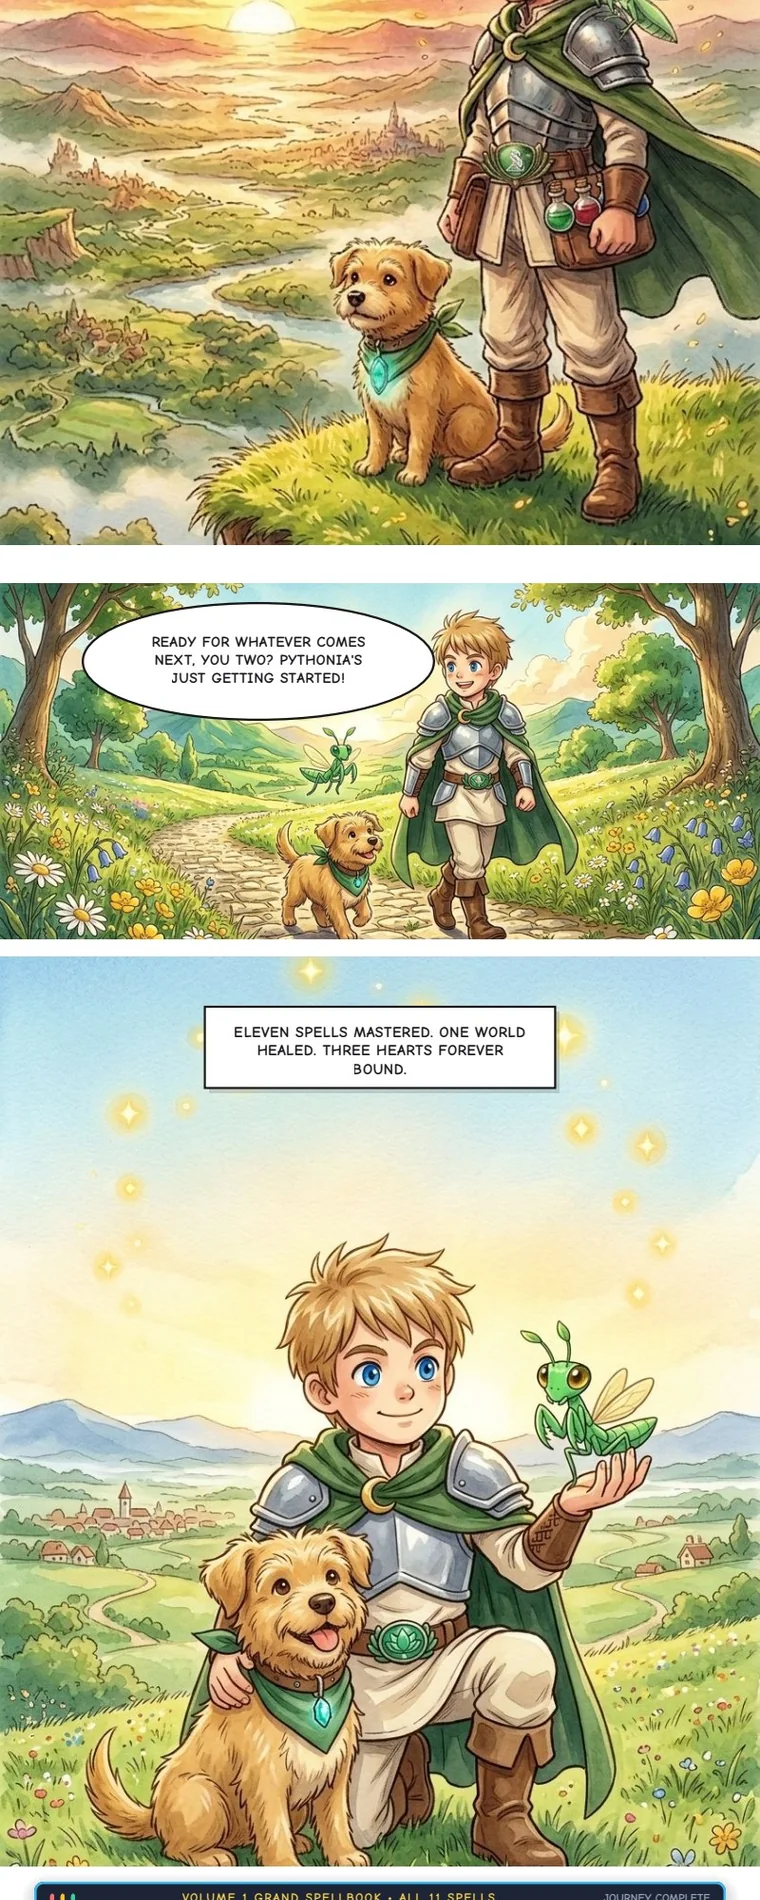 READY FOR WHATEVER COMES
NEXT, YOU TWO? PYTHONIA'S
JUST GETTING STARTED!
ELEVEN SPELLS MASTERED. ONE WORLD
HEALED. THREE HEARTS FOREVER
BOUND.
VOLUME 1 GRAND SPELLBOOK • ALL 11 SPELLS
JOURNEY COMPLETE